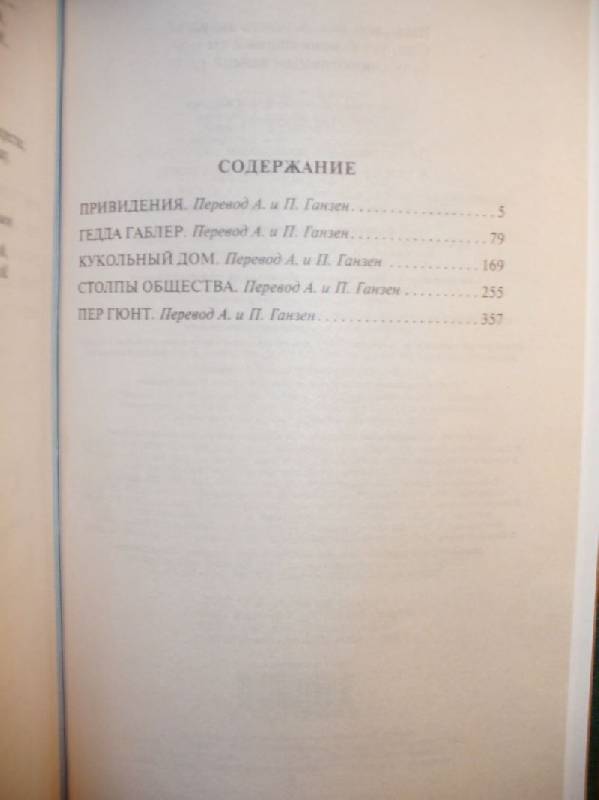 СОДЕРЖАНИЕ
ПРИВИДЕНИЯ. Перевод А. и П. Ганзен . . . . . . . . . . . . . . . . . 5
ГЕДДА ГАБЛЕР. Перевод А. и П. Ганзен . . . . . . . . . . . . . . . . 79
КУКОЛЬНЫЙ ДОМ. Перевод А. и П. Ганзен . . . . . . . . . . . 169
СТОЛПЫ ОБЩЕСТВА. Перевод А. и П. Ганзен . . . . . . . . . 255
ПЕР ГЮНТ. Перевод А. и П. Ганзен . . . . . . . . . . . . . . . . . . . 357